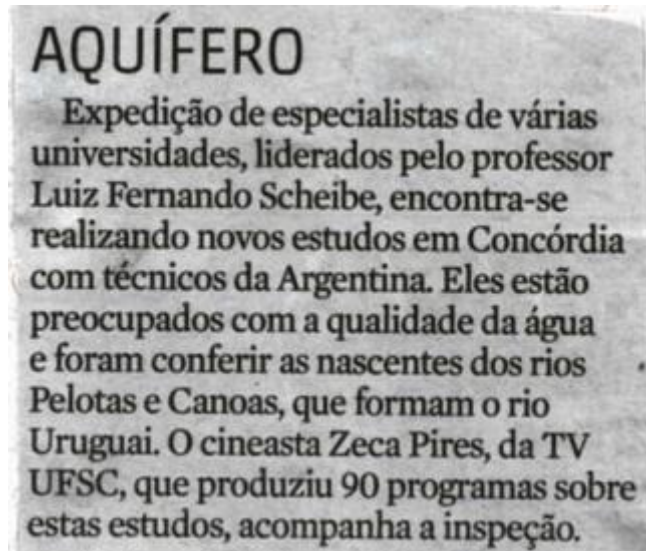 AQUÍFERO
Expedição de especialistas de várias
universidades, liderados pelo professor
Luiz Fernando Scheibe, encontra-se
realizando novos estudos em Concórdia
com técnicos da Argentina. Eles estão
preocupados com a qualidade da água
e foram conferir as nascentes dos rios
Pelotas e Canoas, que formam o rio
Uruguai. O cineasta Zeca Pires, da TV
UFSC, que produziu 90 programas sobre
estas estudos, acompanha a inspeção.